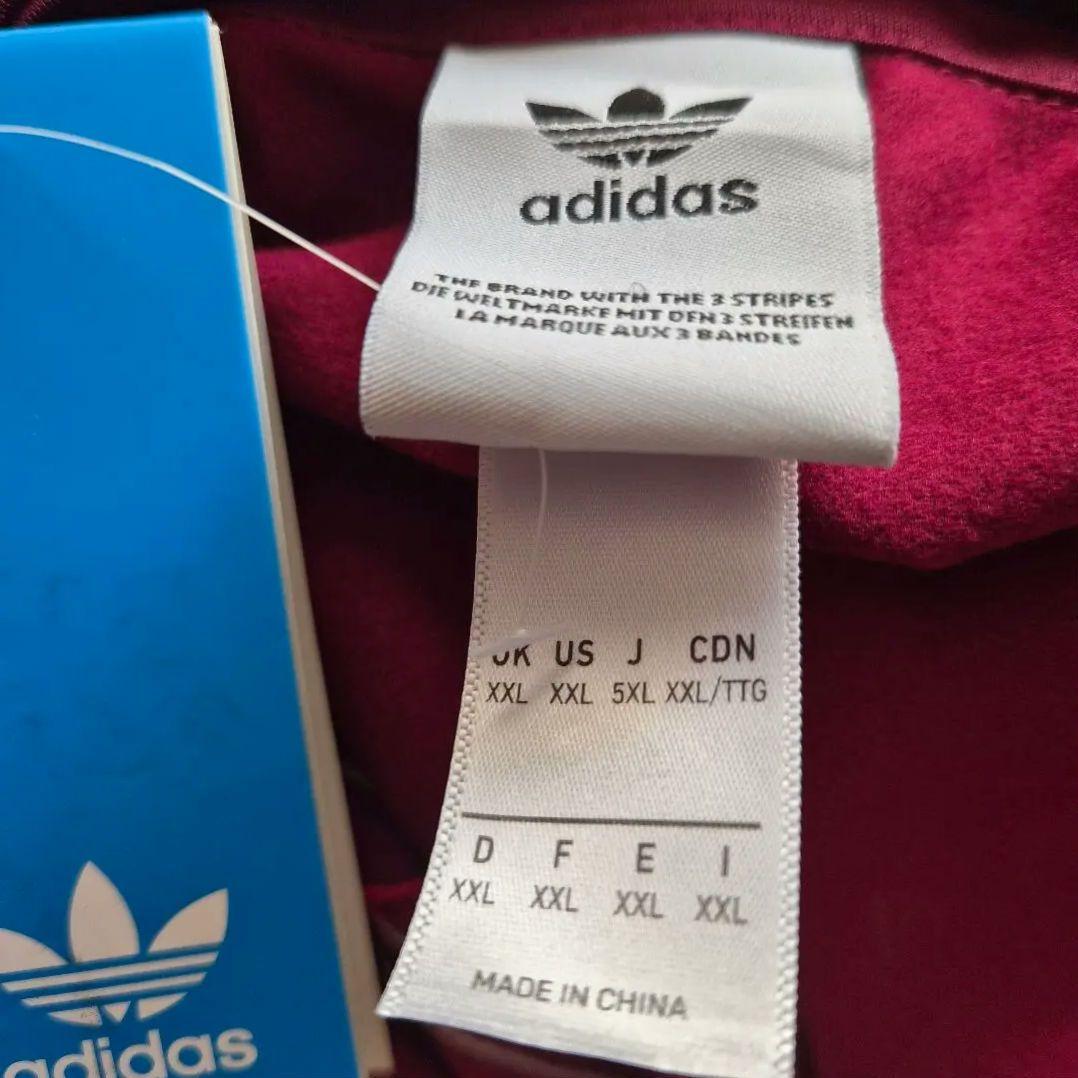 adidas
THE BRAND WITH THE 3 STRIPES
DIE WELTMARKE MIT DEN 3 STREIFEN
LA MARQUE AUX 3 BANDES
UK US J CDN
XXL XXL 5XL XXL/TTG
D F E I
XXL XXL XXL XXL
MADE IN CHINA
adidas